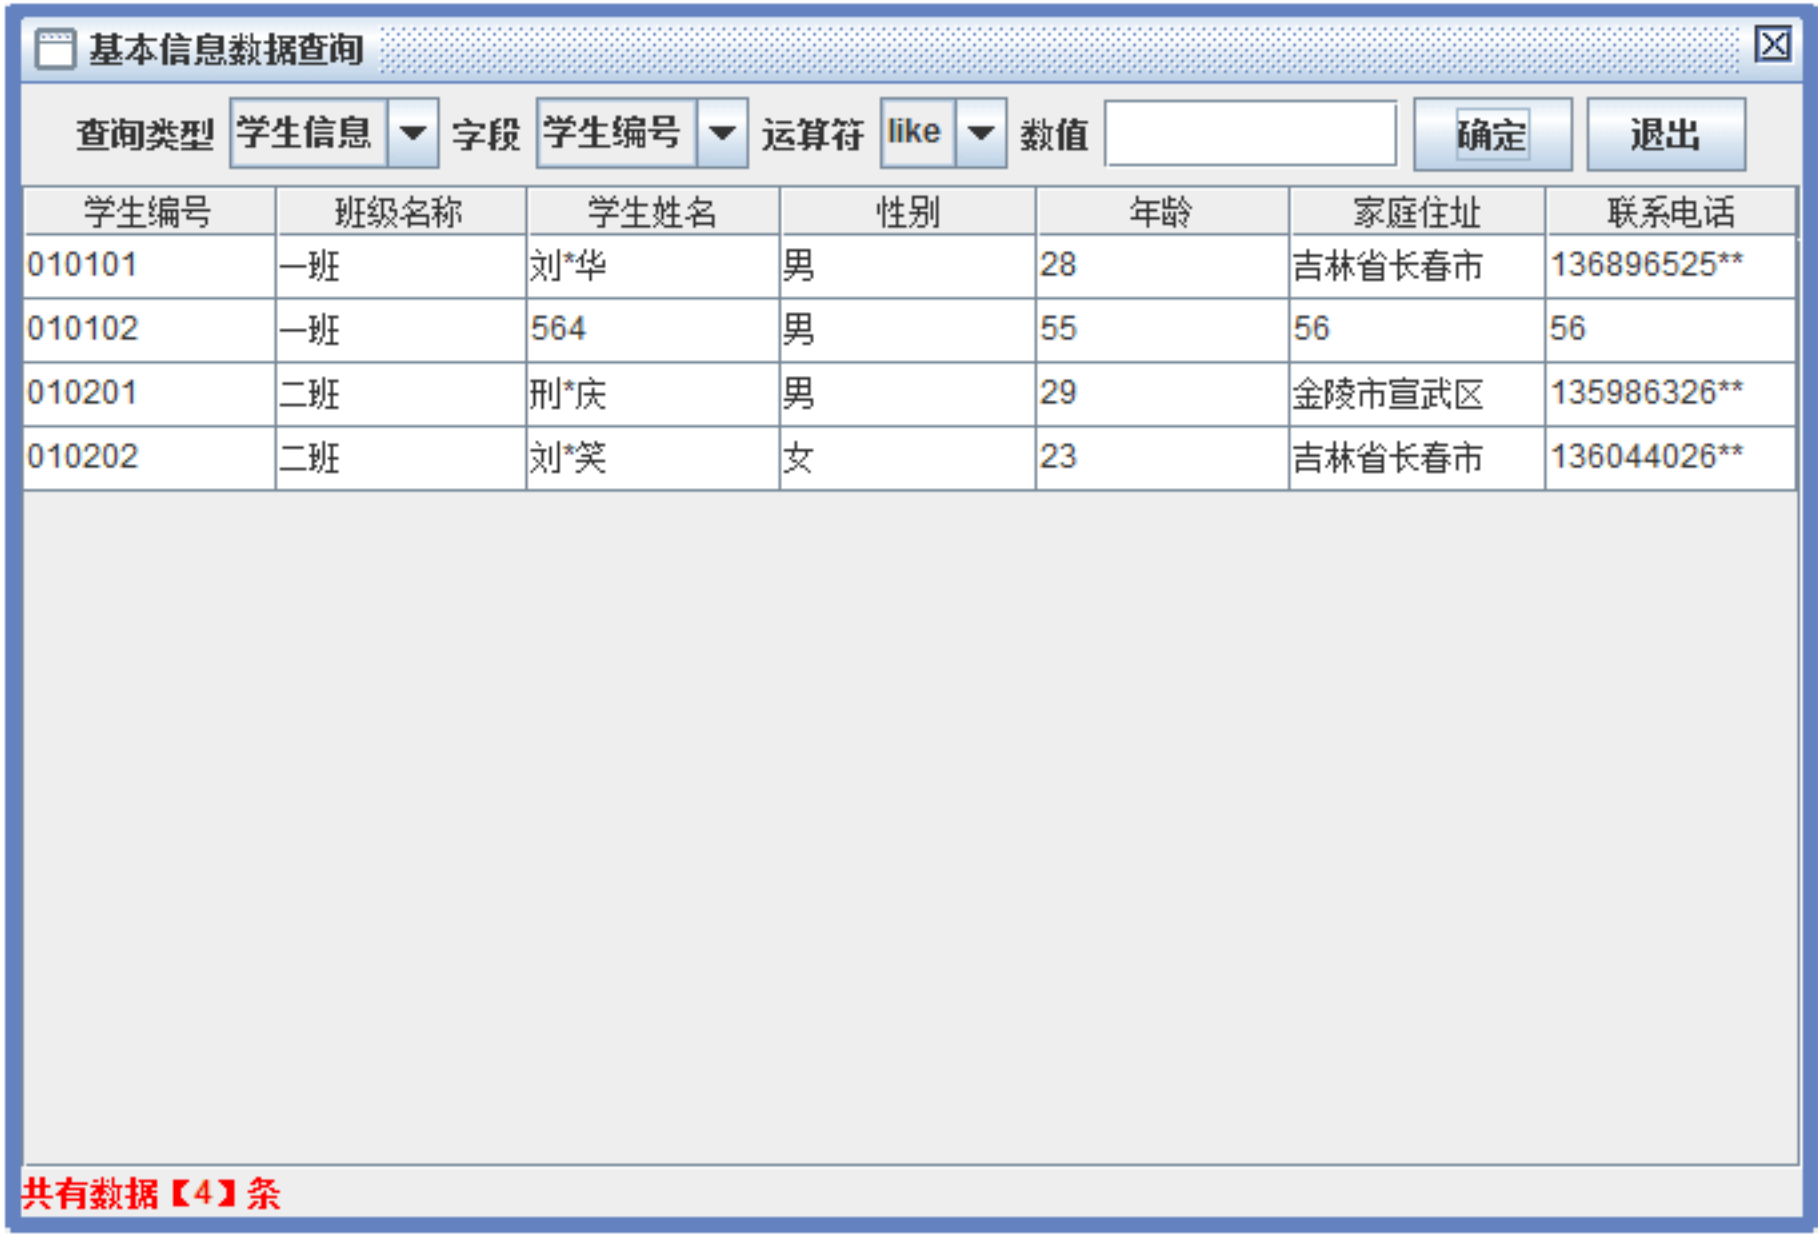 基本信息数据查询
查询类型 学生信息 字段 学生编号 运算符 like 数值 确定 退出
学生编号 班级名称 学生姓名 性别 年龄 家庭住址 联系电话
010101 一班 刘*华 男 28 吉林省长春市 136896525**
010102 一班 564 男 55 56 56
010201 二班 刑*庆 男 29 金陵市宣武区 135986326**
010202 二班 刘*笑 女 23 吉林省长春市 136044026**
共有数据【4】条